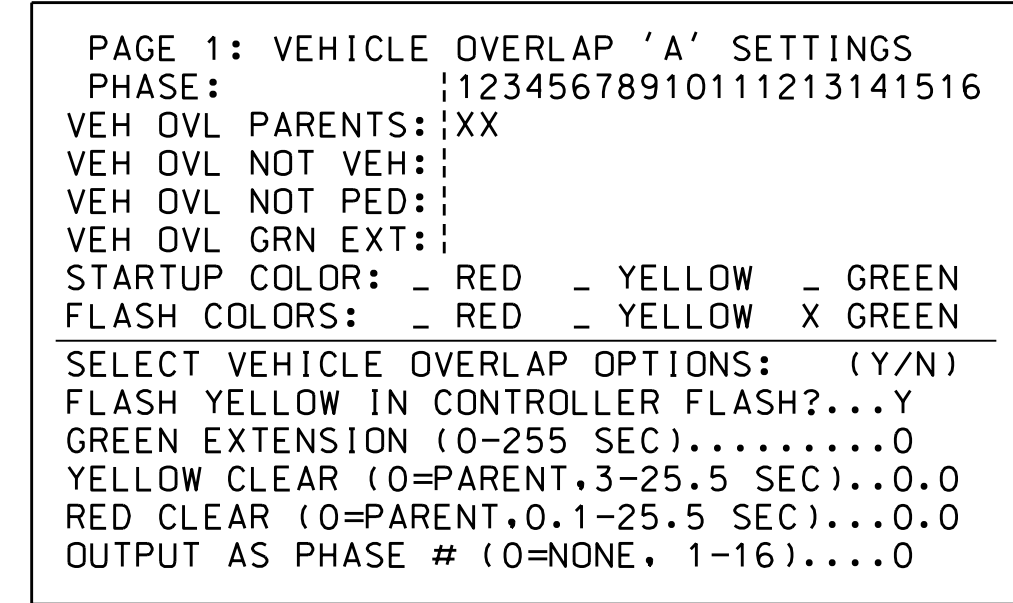 PAGE 1: VEHICLE OVERLAP 'A' SETTINGS
PHASE: ¦12345678910111213141516
VEH OVL PARENTS:¦XX
VEH OVL NOT VEH:¦
VEH OVL NOT PED:¦
VEH OVL GRN EXT:¦
STARTUP COLOR: _ RED _ YELLOW _ GREEN
FLASH COLORS: _ RED _ YELLOW X GREEN
SELECT VEHICLE OVERLAP OPTIONS: (Y/N)
FLASH YELLOW IN CONTROLLER FLASH?...Y
GREEN EXTENSION (0-255 SEC).........0
YELLOW CLEAR (0=PARENT,3-25.5 SEC)..0.0
RED CLEAR (0=PARENT,0.1-25.5 SEC)...0.0
OUTPUT AS PHASE # (0=NONE, 1-16)....0